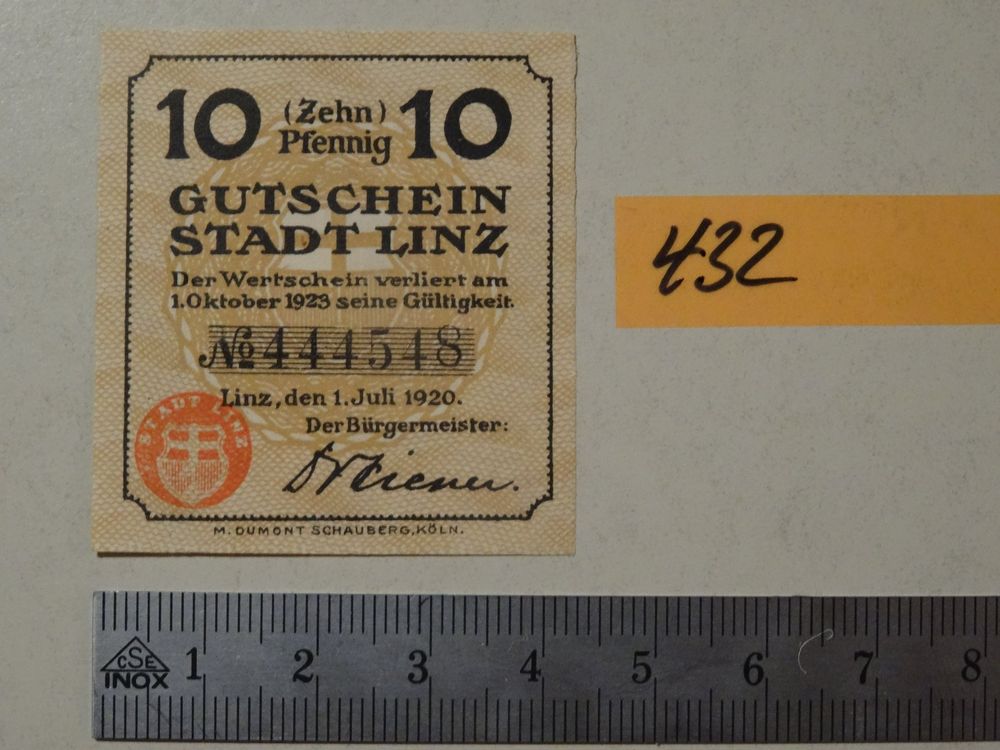 10 (Zehn) Pfennig 10
GUTSCHEIN
STADT LINZ
Der Wertschein verliert am
1. Oktober 1923 seine Gültigkeit.
№ 444548
Linz, den 1. Juli 1920.
Der Bürgermeister:
STADT LINZ
M. DUMONT SCHAUBERG, KÖLN.
432
CSE
INOX
1 2 3 4 5 6 7 8